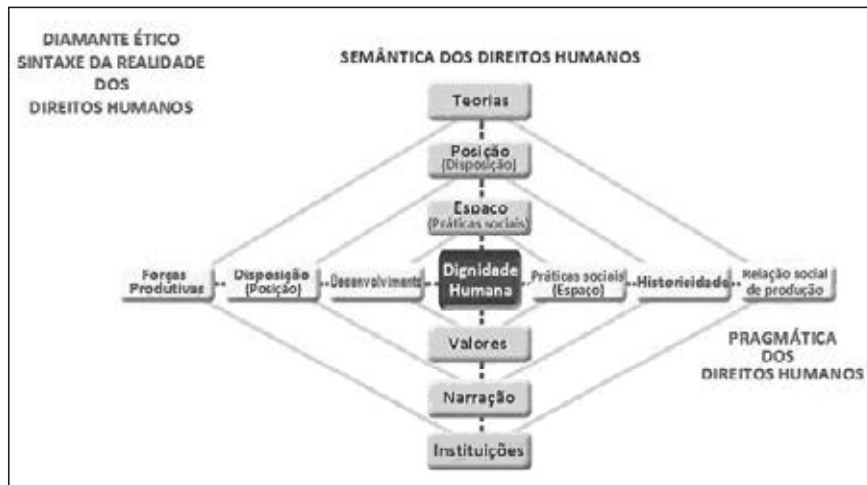 DIAMANTE ÉTICO
SINTAXE DA REALIDADE
DOS
DIREITOS HUMANOS
SEMÂNTICA DOS DIREITOS HUMANOS
Teorias
Posição
(Disposição)
Espaço
(Práticas sociais)
Forças
Produtivas
Disposição
(Posição)
Desenvolvimento
Dignidade
Humana
Práticas sociais
(Espaço)
Historicidade
Relação social
de produção
Valores
Narração
Instituições
PRAGMÁTICA
DOS
DIREITOS HUMANOS